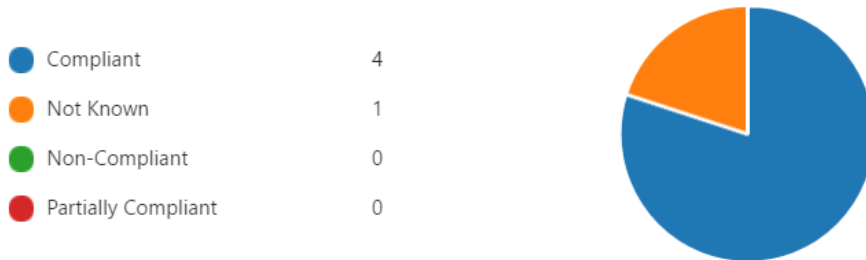 Compliant 4
Not Known 1
Non-Compliant 0
Partially Compliant 0